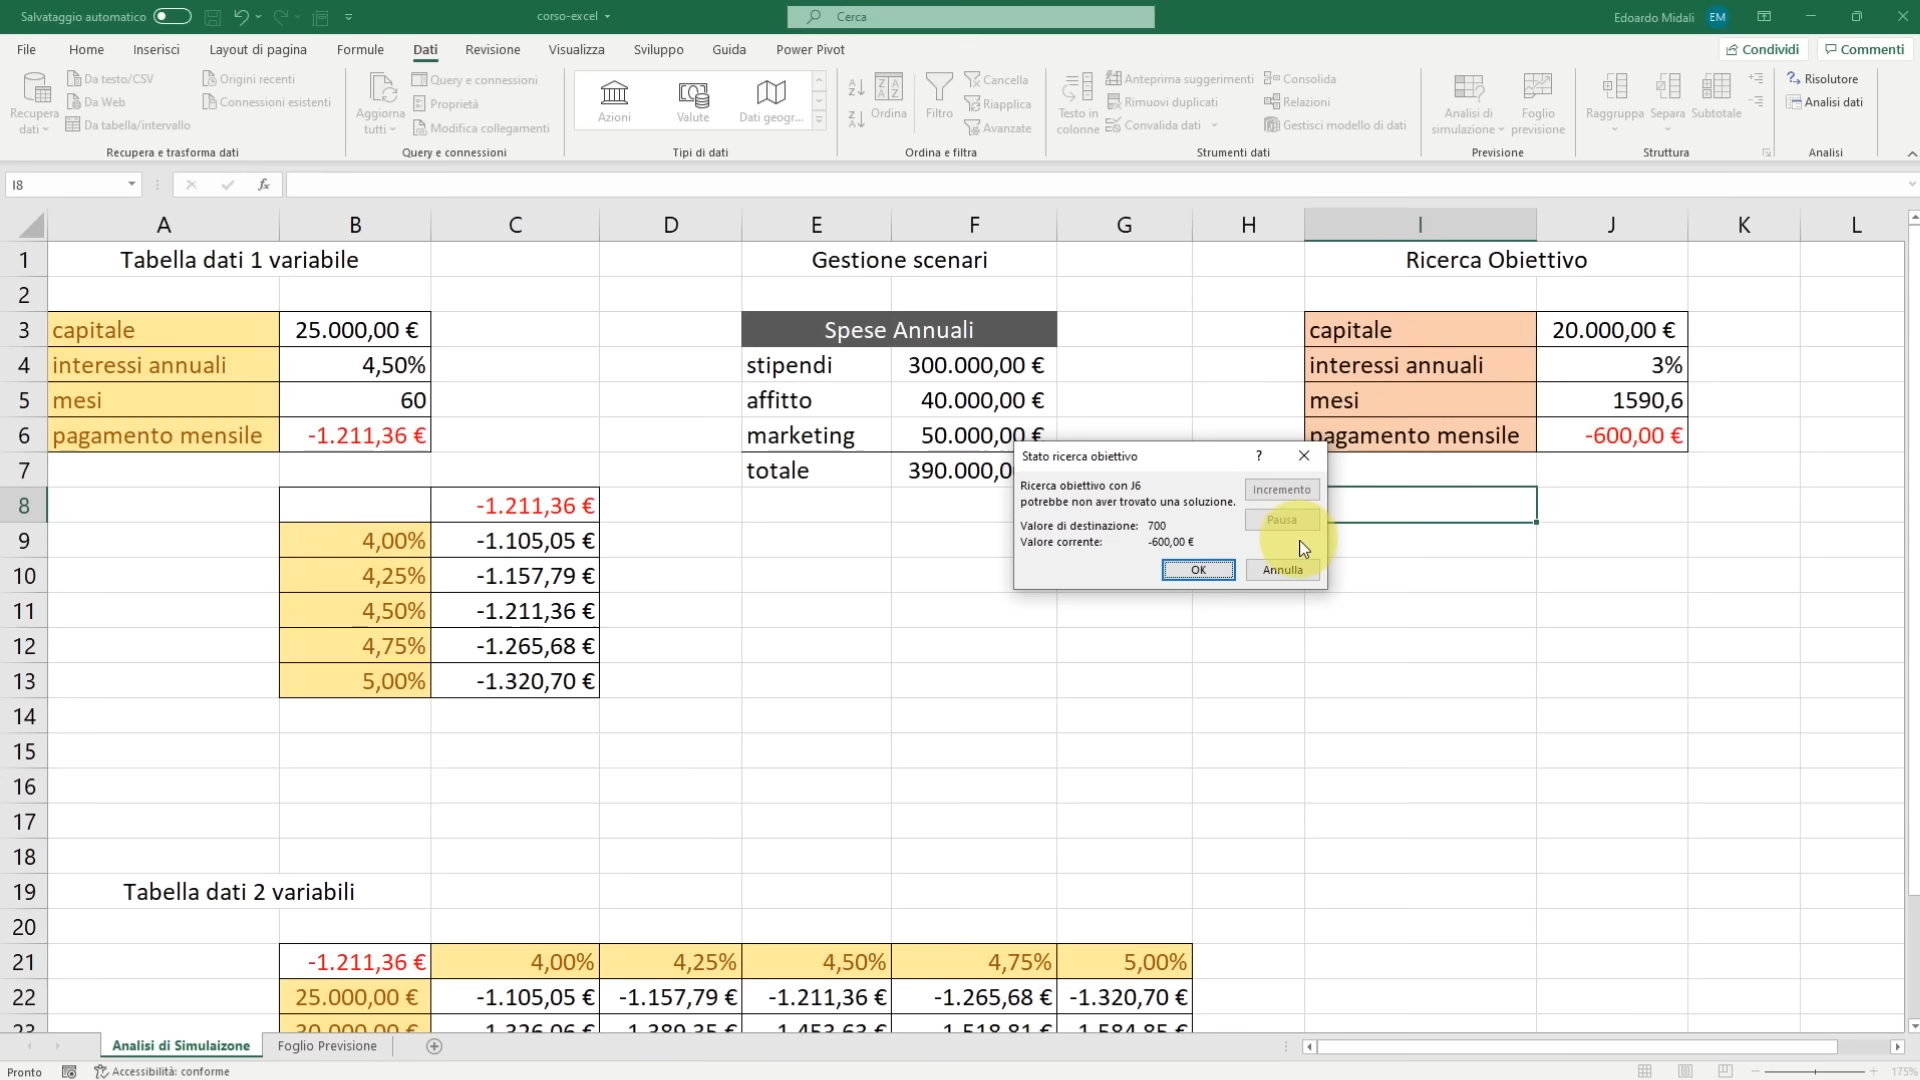 Salvataggio automatico
corso-excel
Cerca
Edoardo Midali EM
File Home Inserisci Layout di pagina Formule Dati Revisione Visualizza Sviluppo Guida Power Pivot
Condividi Commenti
Recupera dati
Da testo/CSV
Da Web
Da tabella/intervallo
Origini recenti
Connessioni esistenti
Recupera e trasforma dati
Aggiorna tutti
Query e connessioni
Proprietà
Modifica collegamenti
Query e connessioni
Azioni Valute Dati geogr...
Tipi di dati
Ordina Filtro
Cancella
Riapplica
Avanzate
Ordina e filtra
Testo in colonne
Anteprima suggerimenti
Rimuovi duplicati
Convalida dati
Consolida
Relazioni
Gestisci modello di dati
Strumenti dati
Analisi di simulazione
Foglio previsione
Previsione
Raggruppa Separa Subtotale
Struttura
Risolutore
Analisi dati
Analisi
I8 fx
A B C D E F G H I J K L
1 Tabella dati 1 variabile Gestione scenari Ricerca Obiettivo
2
3 capitale 25.000,00 € Spese Annuali capitale 20.000,00 €
4 interessi annuali 4,50% stipendi 300.000,00 € interessi annuali 3%
5 mesi 60 affitto 40.000,00 € mesi 1590,6
6 pagamento mensile -1.211,36 € marketing 50.000,00 € pagamento mensile -600,00 €
7 totale 390.000,0
8 -1.211,36 €
9 4,00% -1.105,05 €
10 4,25% -1.157,79 €
11 4,50% -1.211,36 €
12 4,75% -1.265,68 €
13 5,00% -1.320,70 €
14
15
16
17
18
19 Tabella dati 2 variabili
20
21 -1.211,36 € 4,00% 4,25% 4,50% 4,75% 5,00%
22 25.000,00 € -1.105,05 € -1.157,79 € -1.211,36 € -1.265,68 € -1.320,70 €
23 30.000,00 € -1.326,06 € -1.389,35 € -1.453,63 € -1.518,81 € -1.584,85 €
Stato ricerca obiettivo ?
Ricerca obiettivo con J6
potrebbe non aver trovato una soluzione.
Valore di destinazione: 700
Valore corrente: -600,00 €
Incremento
Pausa
OK Annulla
Analisi di Simulaizone Foglio Previsione
Pronto Accessibilità: conforme
175%